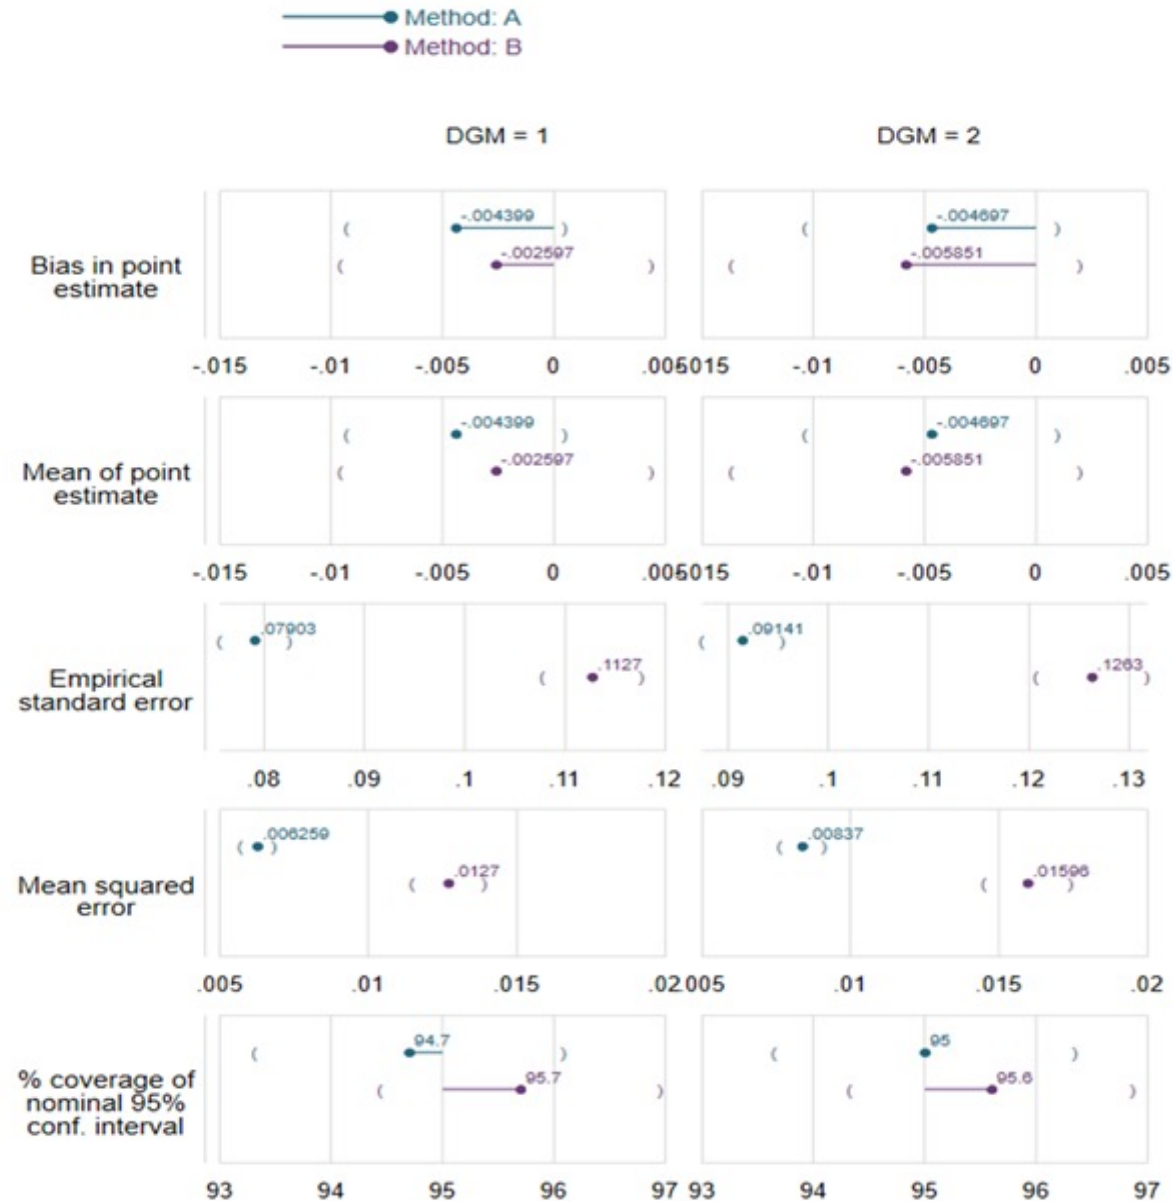 Method: A
Method: B
DGM = 1
DGM = 2
-.004399
-.002597
-.004697
-.005851
Bias in point
estimate
-.015 -.01 -.005 0 .005
-.015 -.01 -.005 0 .005
-.004399
-.002597
-.004697
-.005851
Mean of point
estimate
-.015 -.01 -.005 0 .005
-.015 -.01 -.005 0 .005
.07903
.1127
.09141
.1263
Empirical
standard error
.08 .09 .1 .11 .12
.09 .1 .11 .12 .13
.006259
.0127
.00837
.01596
Mean squared
error
.005 .01 .015 .02
.005 .01 .015 .02
94.7
95.7
95
95.6
% coverage of
nominal 95%
conf. interval
93 94 95 96 97
93 94 95 96 97